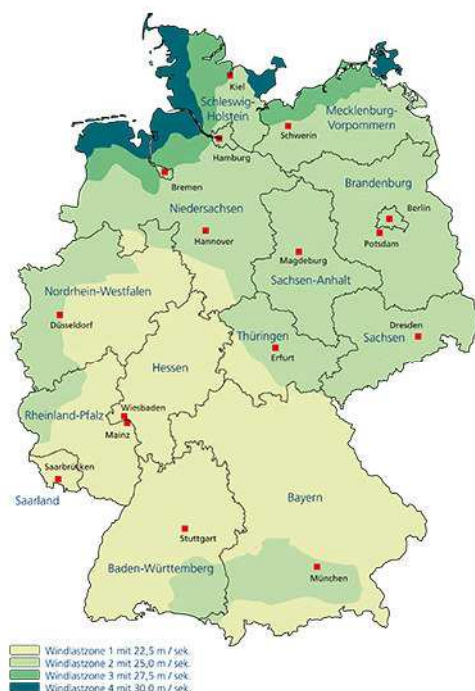 Kiel
Schleswig-
Holstein
Mecklenburg-
Vorpommern
Schwerin
Hamburg
Bremen
Brandenburg
Berlin
Niedersachsen
Hannover
Potsdam
Magdeburg
Sachsen-Anhalt
Nordrhein-Westfalen
Düsseldorf
Thüringen
Erfurt
Dresden
Sachsen
Hessen
Rheinland-Pfalz
Wiesbaden
Mainz
Saarbrücken
Saarland
Bayern
Stuttgart
Baden-Württemberg
München
Windlastzone 1 mit 22,5 m / sek.
Windlastzone 2 mit 25,0 m / sek.
Windlastzone 3 mit 27,5 m / sek.
Windlastzone 4 mit 30,0 m / sek.